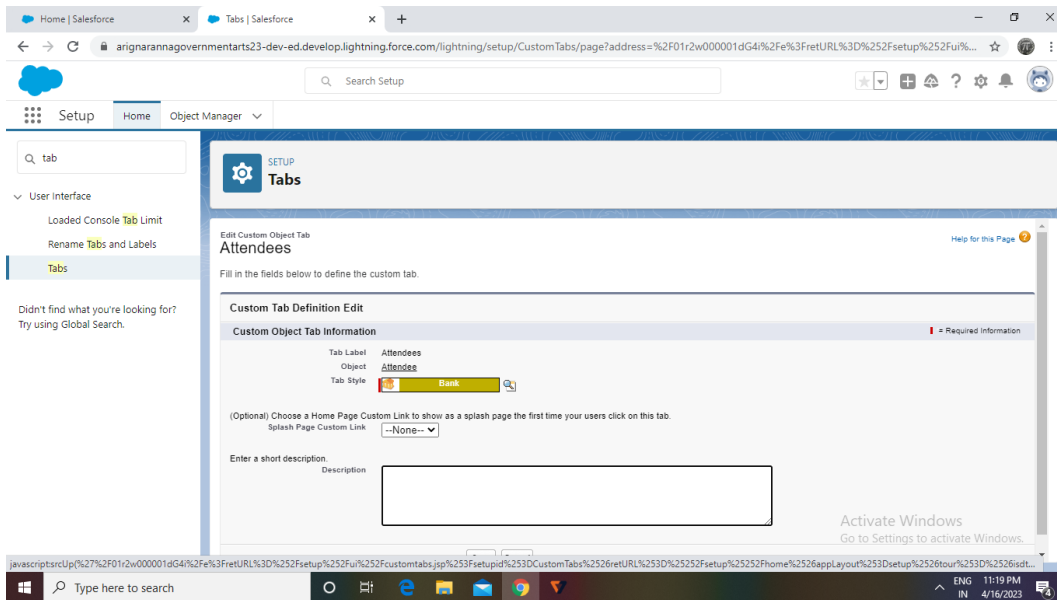 Home | Salesforce
Tabs | Salesforce
arignarannagovernmentarts23-dev-ed.develop.lightning.force.com/lightning/setup/CustomTabs/page?address=%2F01r2w000001dG4i%2Fe%3FretURL%3D%252Fsetup%252Fui%...
Search Setup
Setup
Home
Object Manager
tab
SETUP
Tabs
User Interface
Loaded Console Tab Limit
Rename Tabs and Labels
Tabs
Didn't find what you're looking for?
Try using Global Search.
Edit Custom Object Tab
Attendees
Help for this Page
Fill in the fields below to define the custom tab.
Custom Tab Definition Edit
Custom Object Tab Information
= Required Information
Tab Label Attendees
Object Attendee
Tab Style Bank
(Optional) Choose a Home Page Custom Link to show as a splash page the first time your users click on this tab.
Splash Page Custom Link --None--
Enter a short description.
Description
Activate Windows
Go to Settings to activate Windows.
javascript:srcUp(%27%2F01r2w000001dG4i%2Fe%3FretURL%3D%252Fsetup%252Fui%252Fcustomtabs.jsp%253Fsetupid%253DCustomTabs%2526retURL%253D%25252Fsetup%25252Fhome%2526appLayout%253Dsetup%2526tour%253D%2526isdt...
Type here to search
ENG 11:19 PM
IN 4/16/2023